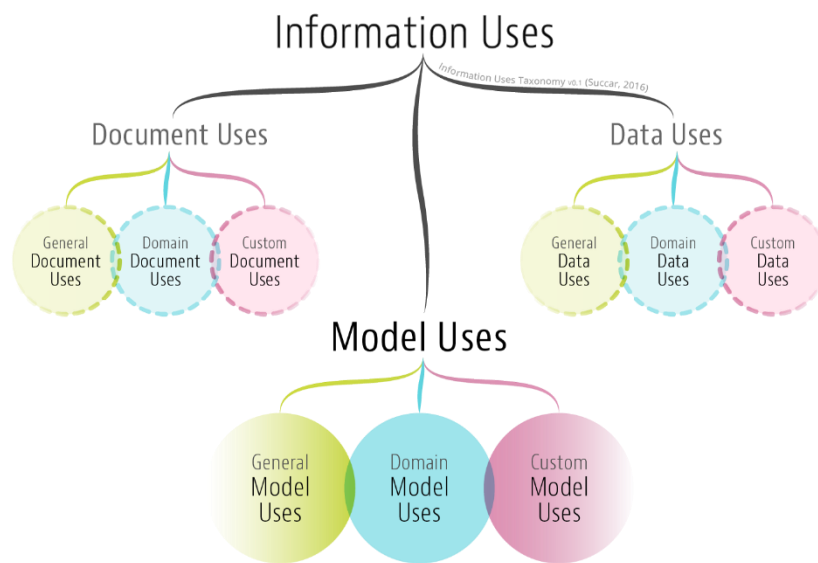 Information Uses
Information Uses Taxonomy v0.1 (Succar, 2016)
Document Uses
General
Document
Uses
Domain
Document
Uses
Custom
Document
Uses
Data Uses
General
Data
Uses
Domain
Data
Uses
Custom
Data
Uses
Model Uses
General
Model
Uses
Domain
Model
Uses
Custom
Model
Uses